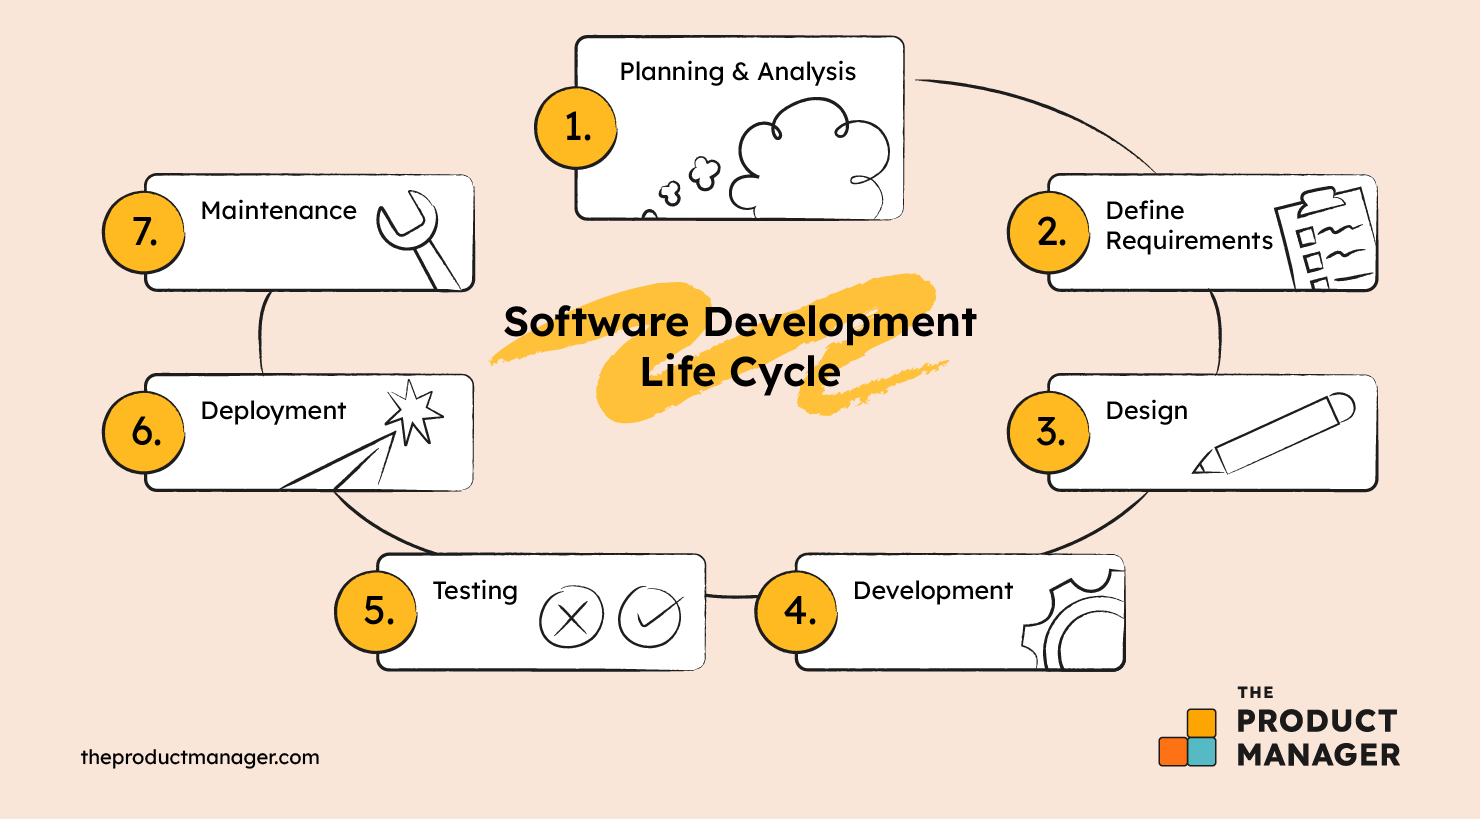 Planning & Analysis
1.
Define
Requirements
2.
Design
3.
Development
4.
Testing
5.
Deployment
6.
Maintenance
7.
Software Development
Life Cycle
theproductmanager.com
THE
PRODUCT
MANAGER